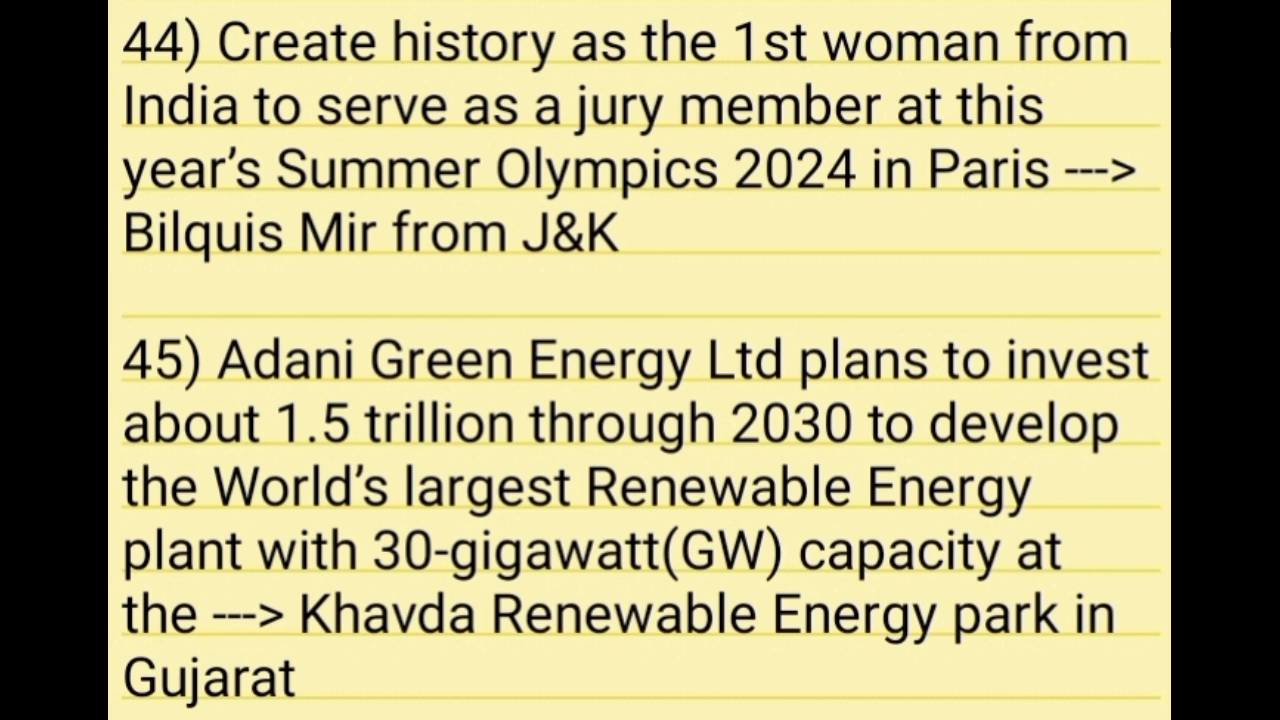 44) Create history as the 1st woman from
India to serve as a jury member at this
year’s Summer Olympics 2024 in Paris --->
Bilquis Mir from J&K
45) Adani Green Energy Ltd plans to invest
about 1.5 trillion through 2030 to develop
the World’s largest Renewable Energy
plant with 30-gigawatt(GW) capacity at
the ---> Khavda Renewable Energy park in
Gujarat